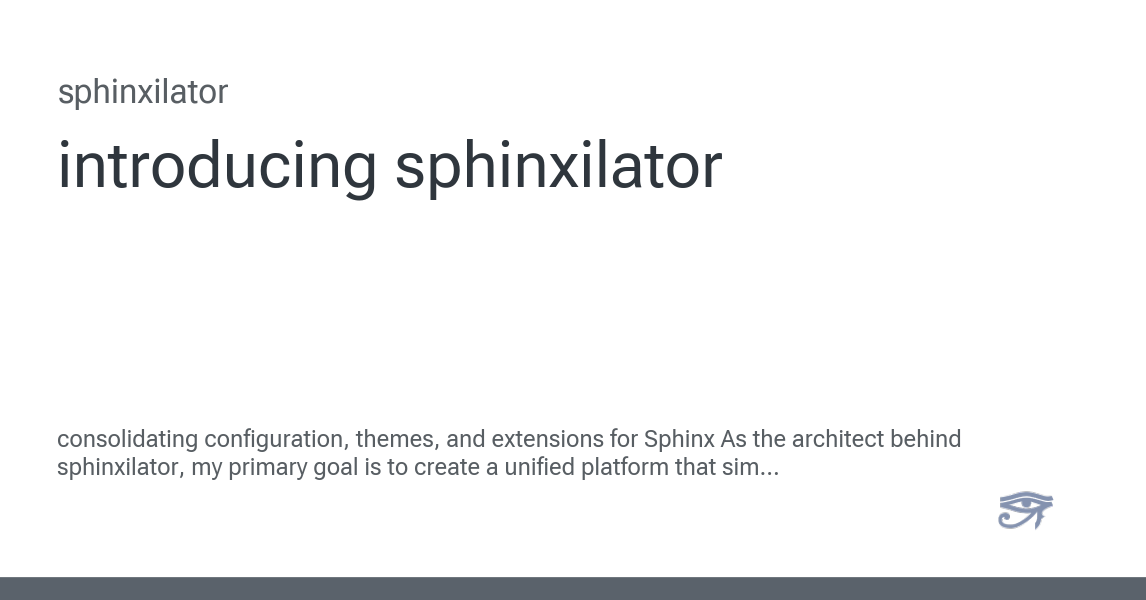 sphinxilator
introducing sphinxilator
consolidating configuration, themes, and extensions for Sphinx As the architect behind
sphinxilator, my primary goal is to create a unified platform that sim...